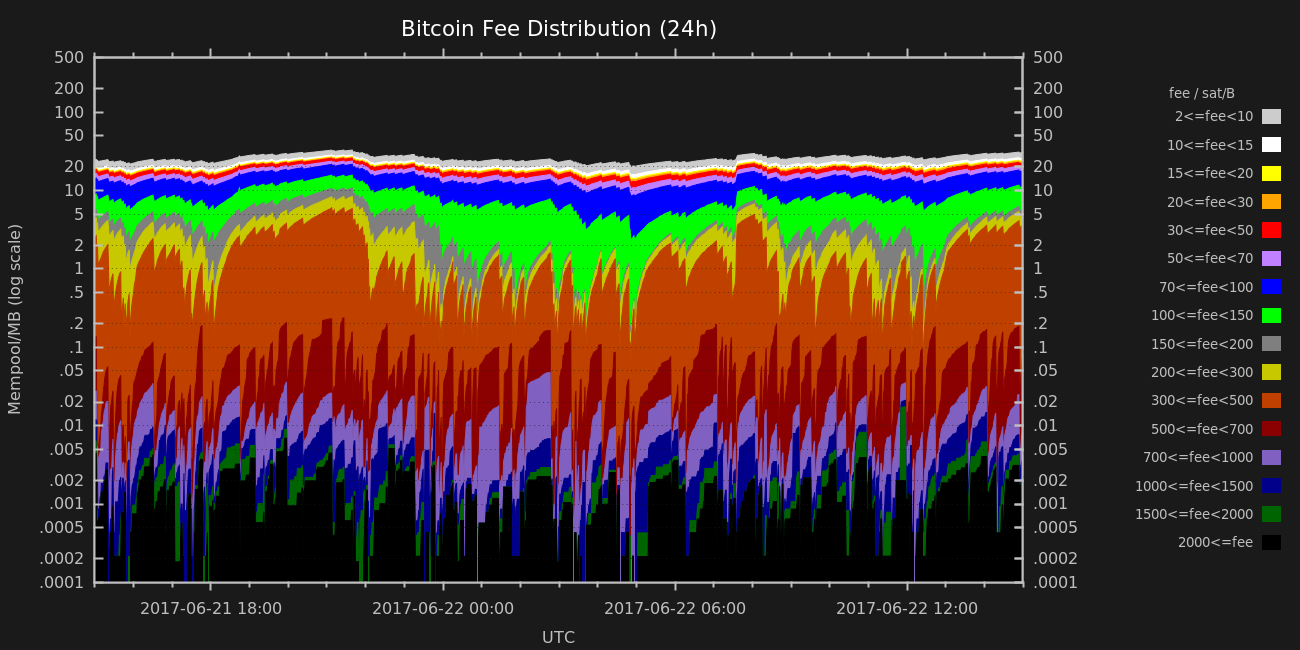 Bitcoin Fee Distribution (24h)
500
200
100
50
20
10
5
2
1
.5
.2
.1
.05
.02
.01
.005
.002
.001
.0005
.0002
.0001
Mempool/MB (log scale)
500
200
100
50
20
10
5
2
1
.5
.2
.1
.05
.02
.01
.005
.002
.001
.0005
.0002
.0001
2017-06-21 18:00
2017-06-22 00:00
2017-06-22 06:00
2017-06-22 12:00
UTC
fee / sat/B
2<=fee<10
10<=fee<15
15<=fee<20
20<=fee<30
30<=fee<50
50<=fee<70
70<=fee<100
100<=fee<150
150<=fee<200
200<=fee<300
300<=fee<500
500<=fee<700
700<=fee<1000
1000<=fee<1500
1500<=fee<2000
2000<=fee